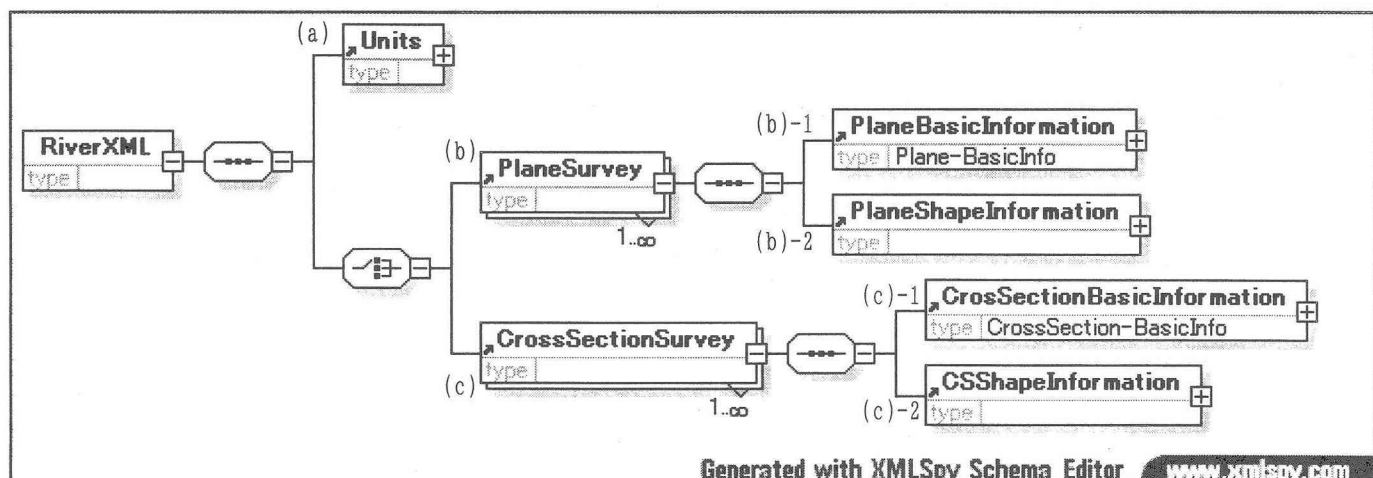 (a)
Units
type
RiverXML
type
(b)
PlaneSurvey
type
1..∞
(b)-1
PlaneBasicInformation
type Plane-BasicInfo
PlaneShapeInformation
(b)-2
type
(c)-1
CrosSectionBasicInformation
type CrossSection-BasicInfo
CrossSectionSurvey
(c)
type
1..∞
CSShapeInformation
(c)-2
type
Generated with XMLSpy Schema Editor
www.xmlspy.com